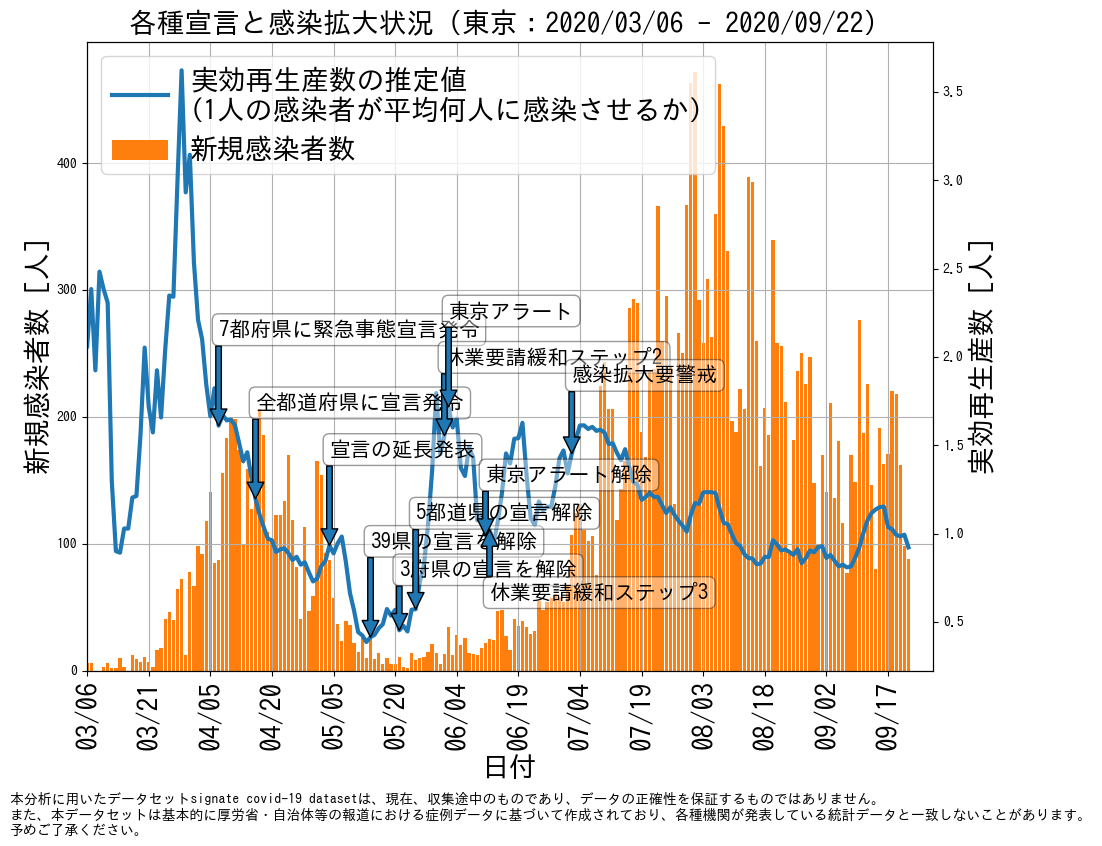 各種宣言と感染拡大状況 (東京：2020/03/06 - 2020/09/22)
実効再生産数の推定値
(1人の感染者が平均何人に感染させるか)
新規感染者数
新規感染者数 [人]
400
300
200
100
0
3.5
3.0
2.5
2.0
1.5
1.0
0.5
実効再生産数 [人]
東京アラート
7都府県に緊急事態宣言発令
休業要請緩和ステップ2
感染拡大要警戒
全都道府県に宣言発令
宣言の延長発表
東京アラート解除
5都道県の宣言解除
39県の宣言を解除
3府県の宣言を解除
休業要請緩和ステップ3
03/06
03/21
04/05
04/20
05/05
05/20
06/04
06/19
07/04
07/19
08/03
08/18
09/02
09/17
日付
本分析に用いたデータセットsignate covid-19 datasetは、現在、収集途中のものであり、データの正確性を保証するものではありません。
また、本データセットは基本的に厚労省・自治体等の報道における症例データに基づいて作成されており、各種機関が発表している統計データと一致しないことがあります。
予めご了承ください。